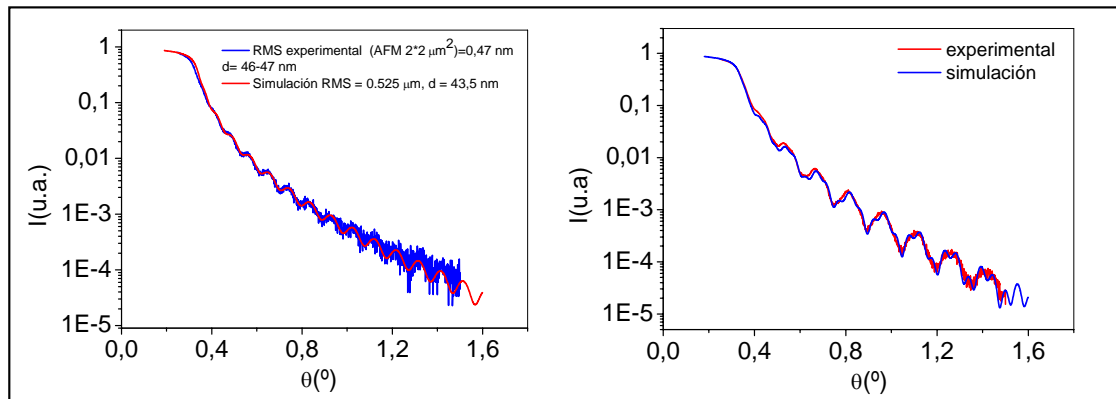 RMS experimental (AFM 2*2 μm²)=0,47 nm
d= 46-47 nm
Simulación RMS = 0.525 μm, d = 43,5 nm
1
0,1
0,01
1E-3
1E-4
1E-5
I(u.a.)
0,0 0,4 0,8 1,2 1,6
θ(º)
experimental
simulación
1
0,1
0,01
1E-3
1E-4
1E-5
I(u.a)
0,0 0,4 0,8 1,2 1,6
θ(º)